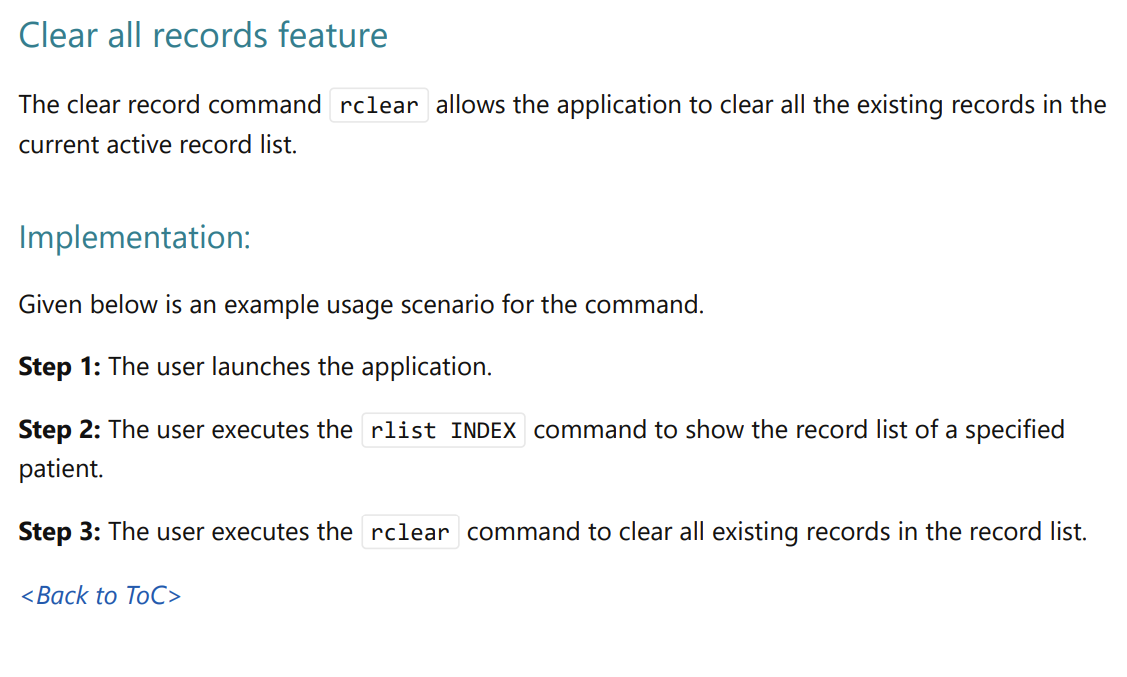 Clear all records feature
The clear record command rclear allows the application to clear all the existing records in the
current active record list.
Implementation:
Given below is an example usage scenario for the command.
Step 1: The user launches the application.
Step 2: The user executes the rlist INDEX command to show the record list of a specified
patient.
Step 3: The user executes the rclear command to clear all existing records in the record list.
<Back to ToC>